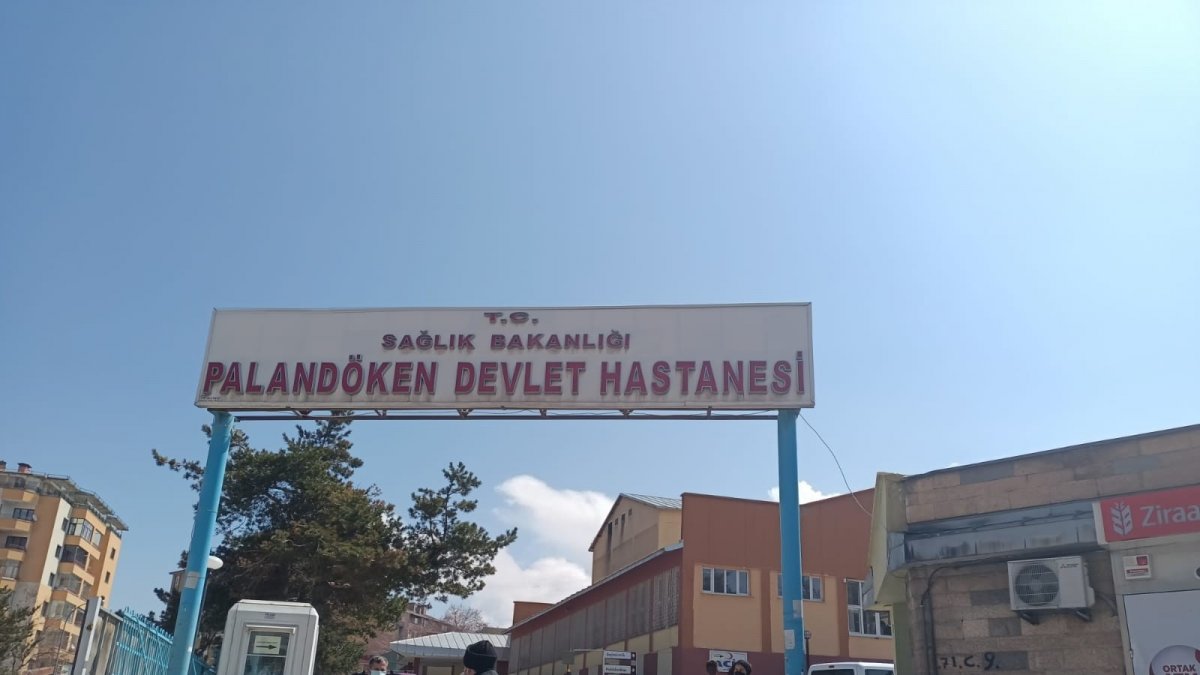 T.C.
SAĞLIK BAKANLIĞI
PALANDÖKEN DEVLET HASTANESİ
Ziraa
ORTAK
71.C.9.